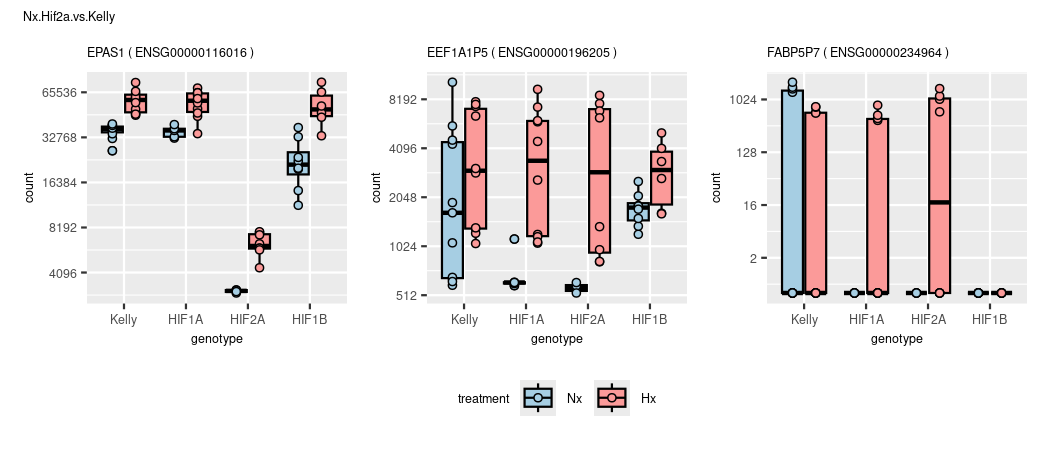 Nx.Hif2a.vs.Kelly
EPAS1 ( ENSG00000116016 )
count
65536
32768
16384
8192
4096
Kelly HIF1A HIF2A HIF1B
genotype
EEF1A1P5 ( ENSG00000196205 )
count
8192
4096
2048
1024
512
Kelly HIF1A HIF2A HIF1B
genotype
FABP5P7 ( ENSG00000234964 )
count
1024
128
16
2
Kelly HIF1A HIF2A HIF1B
genotype
treatment Nx Hx